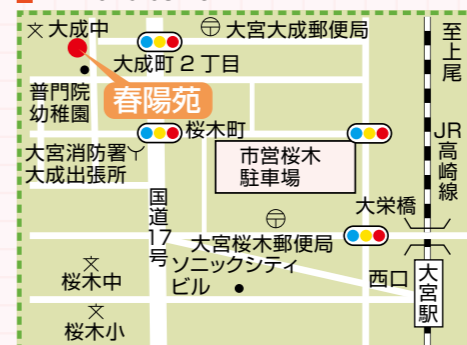 大成中
大宮大成郵便局
至上尾
大成町2丁目
普門院
幼稚園
春陽苑
桜木町
JR高崎線
大宮消防署
大成出張所
市営桜木
駐車場
国道17号
大栄橋
大宮桜木郵便局
ソニックシティ
ビル
西口
大宮駅
桜木中
桜木小